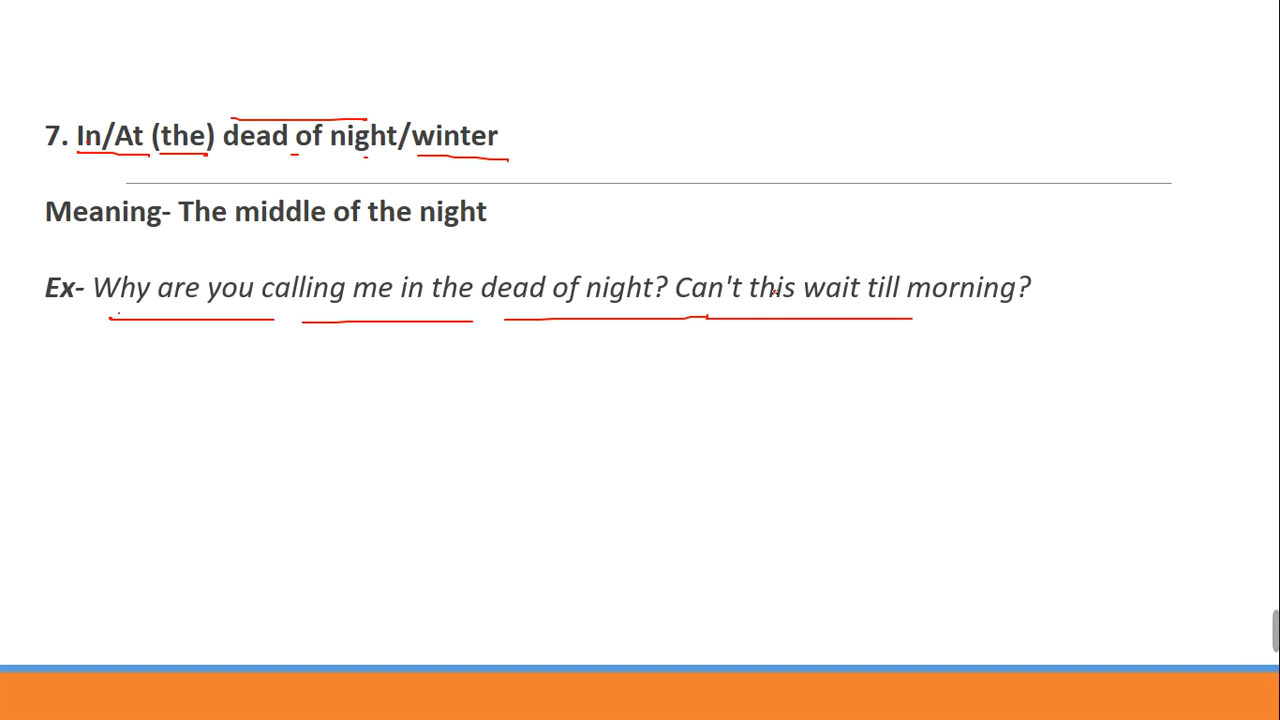 7. In/At (the) dead of night/winter
Meaning- The middle of the night
Ex- Why are you calling me in the dead of night? Can't this wait till morning?